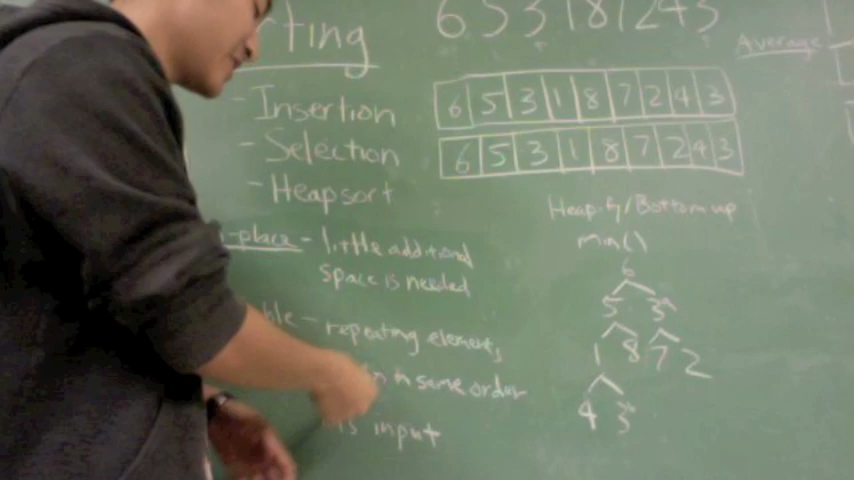 rting
- Insertion
- Selection
- Heapsort
-place - little additional
space is needed
ble - repeating elements
in same order
is input
6 5 3 1 8 7 2 4 3
6 5 3 1 8 7 2 4 3
6 5 3 1 8 7 2 4 3
Average
Heapify/Bottom up
min()
6
5 3
1 8 7 2
4 3